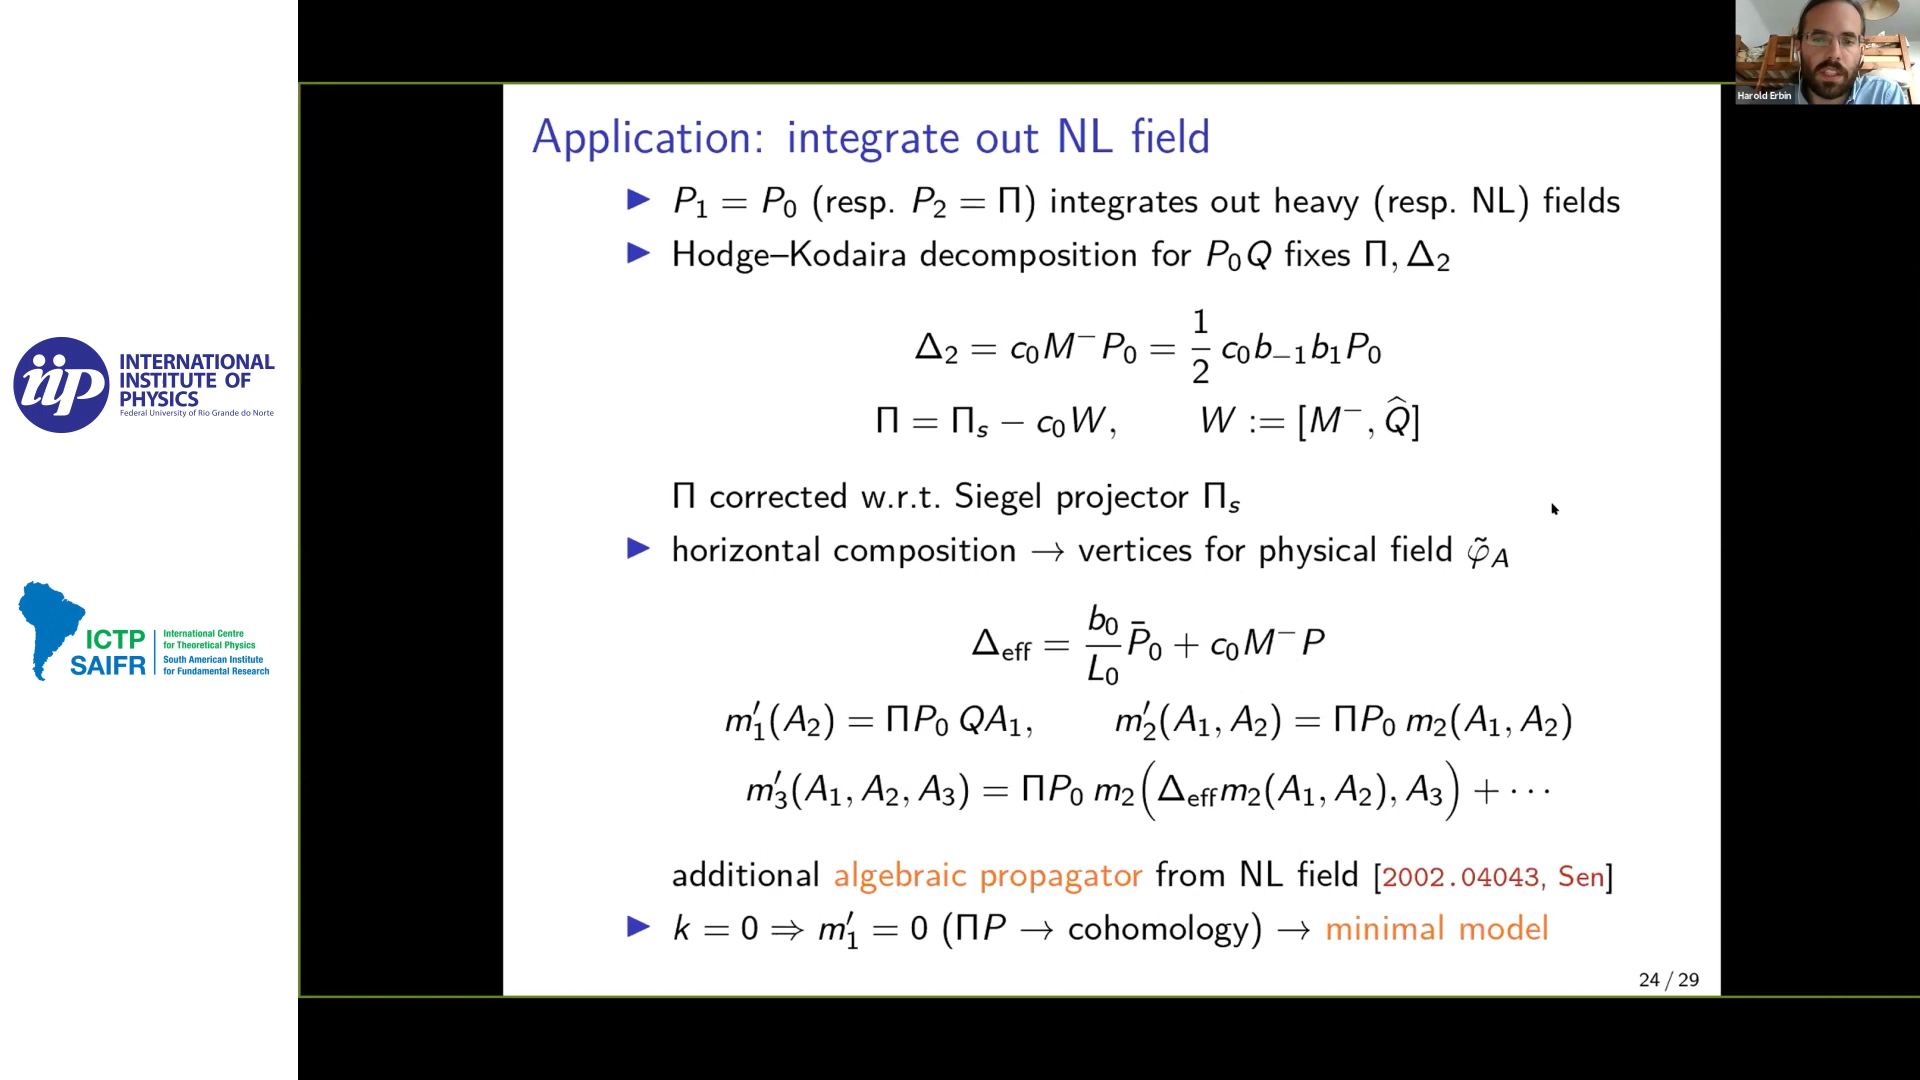 Harold Erbin
Application: integrate out NL field
▶ P₁ = P₀ (resp. P₂ = Π) integrates out heavy (resp. NL) fields
▶ Hodge–Kodaira decomposition for P₀Q fixes Π, Δ₂
Δ₂ = c₀M⁻P₀ = 1/2 c₀b₋₁b₁P₀
Π = Πₛ − c₀W, W := [M⁻, Q̂]
Π corrected w.r.t. Siegel projector Πₛ
▶ horizontal composition → vertices for physical field φ̃_A
Δ_eff = b₀/L₀ P̄₀ + c₀M⁻P
m′₁(A₂) = ΠP₀ QA₁, m′₂(A₁, A₂) = ΠP₀ m₂(A₁, A₂)
m′₃(A₁, A₂, A₃) = ΠP₀ m₂(Δ_eff m₂(A₁, A₂), A₃) + ···
additional algebraic propagator from NL field [2002.04043, Sen]
▶ k = 0 ⇒ m′₁ = 0 (ΠP → cohomology) → minimal model
24 / 29
iip
INTERNATIONAL
INSTITUTE OF
PHYSICS
Federal University of Rio Grande do Norte
ICTP
SAIFR
International Centre
for Theoretical Physics
South American Institute
for Fundamental Research